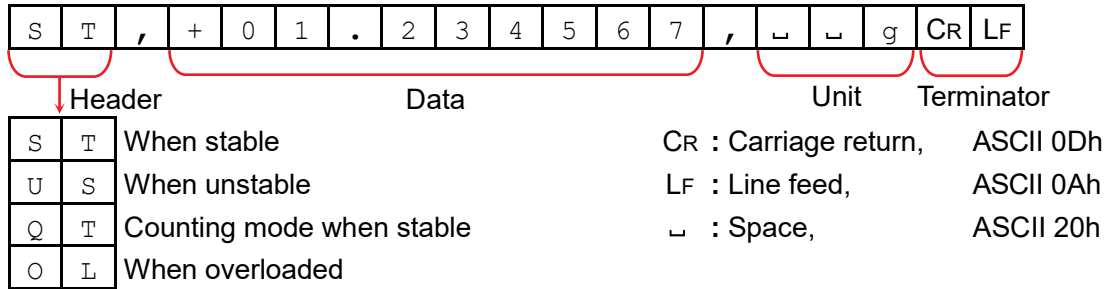 S T , + 0 1 . 2 3 4 5 6 7 , ␣ ␣ g CR LF
Header Data Unit Terminator
S T When stable CR : Carriage return, ASCII 0Dh
U S When unstable LF : Line feed, ASCII 0Ah
Q T Counting mode when stable ␣ : Space, ASCII 20h
O L When overloaded